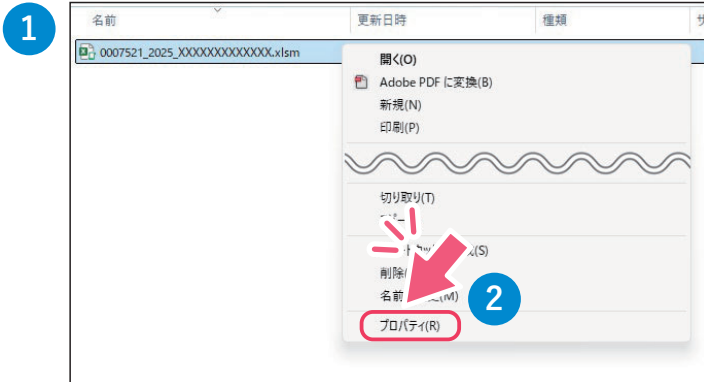 1
名前 更新日時 種類
0007521_2025_XXXXXXXXXXXXX.xlsm
開く(O)
Adobe PDF に変換(B)
新規(N)
印刷(P)
切り取り(T)
(S)
削除
名前 (M)
2
プロパティ(R)